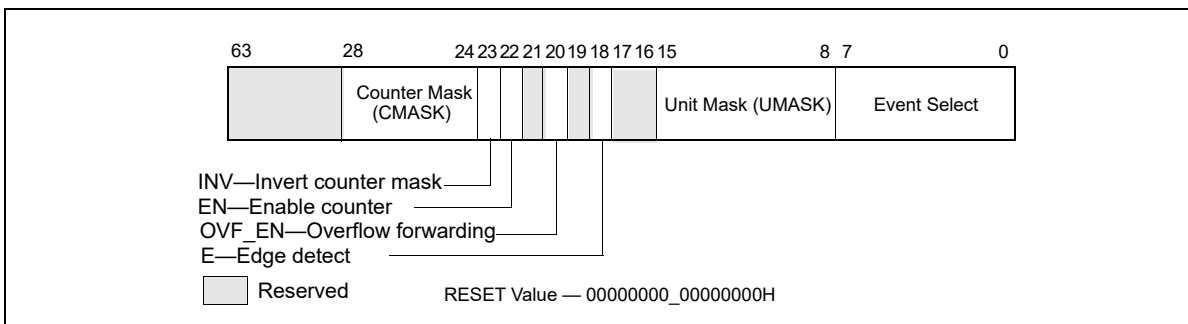 63 28 24 23 22 21 20 19 18 17 16 15 8 7 0
Counter Mask
(CMASK)
Unit Mask (UMASK)
Event Select
INV—Invert counter mask
EN—Enable counter
OVF_EN—Overflow forwarding
E—Edge detect
Reserved
RESET Value — 00000000_00000000H